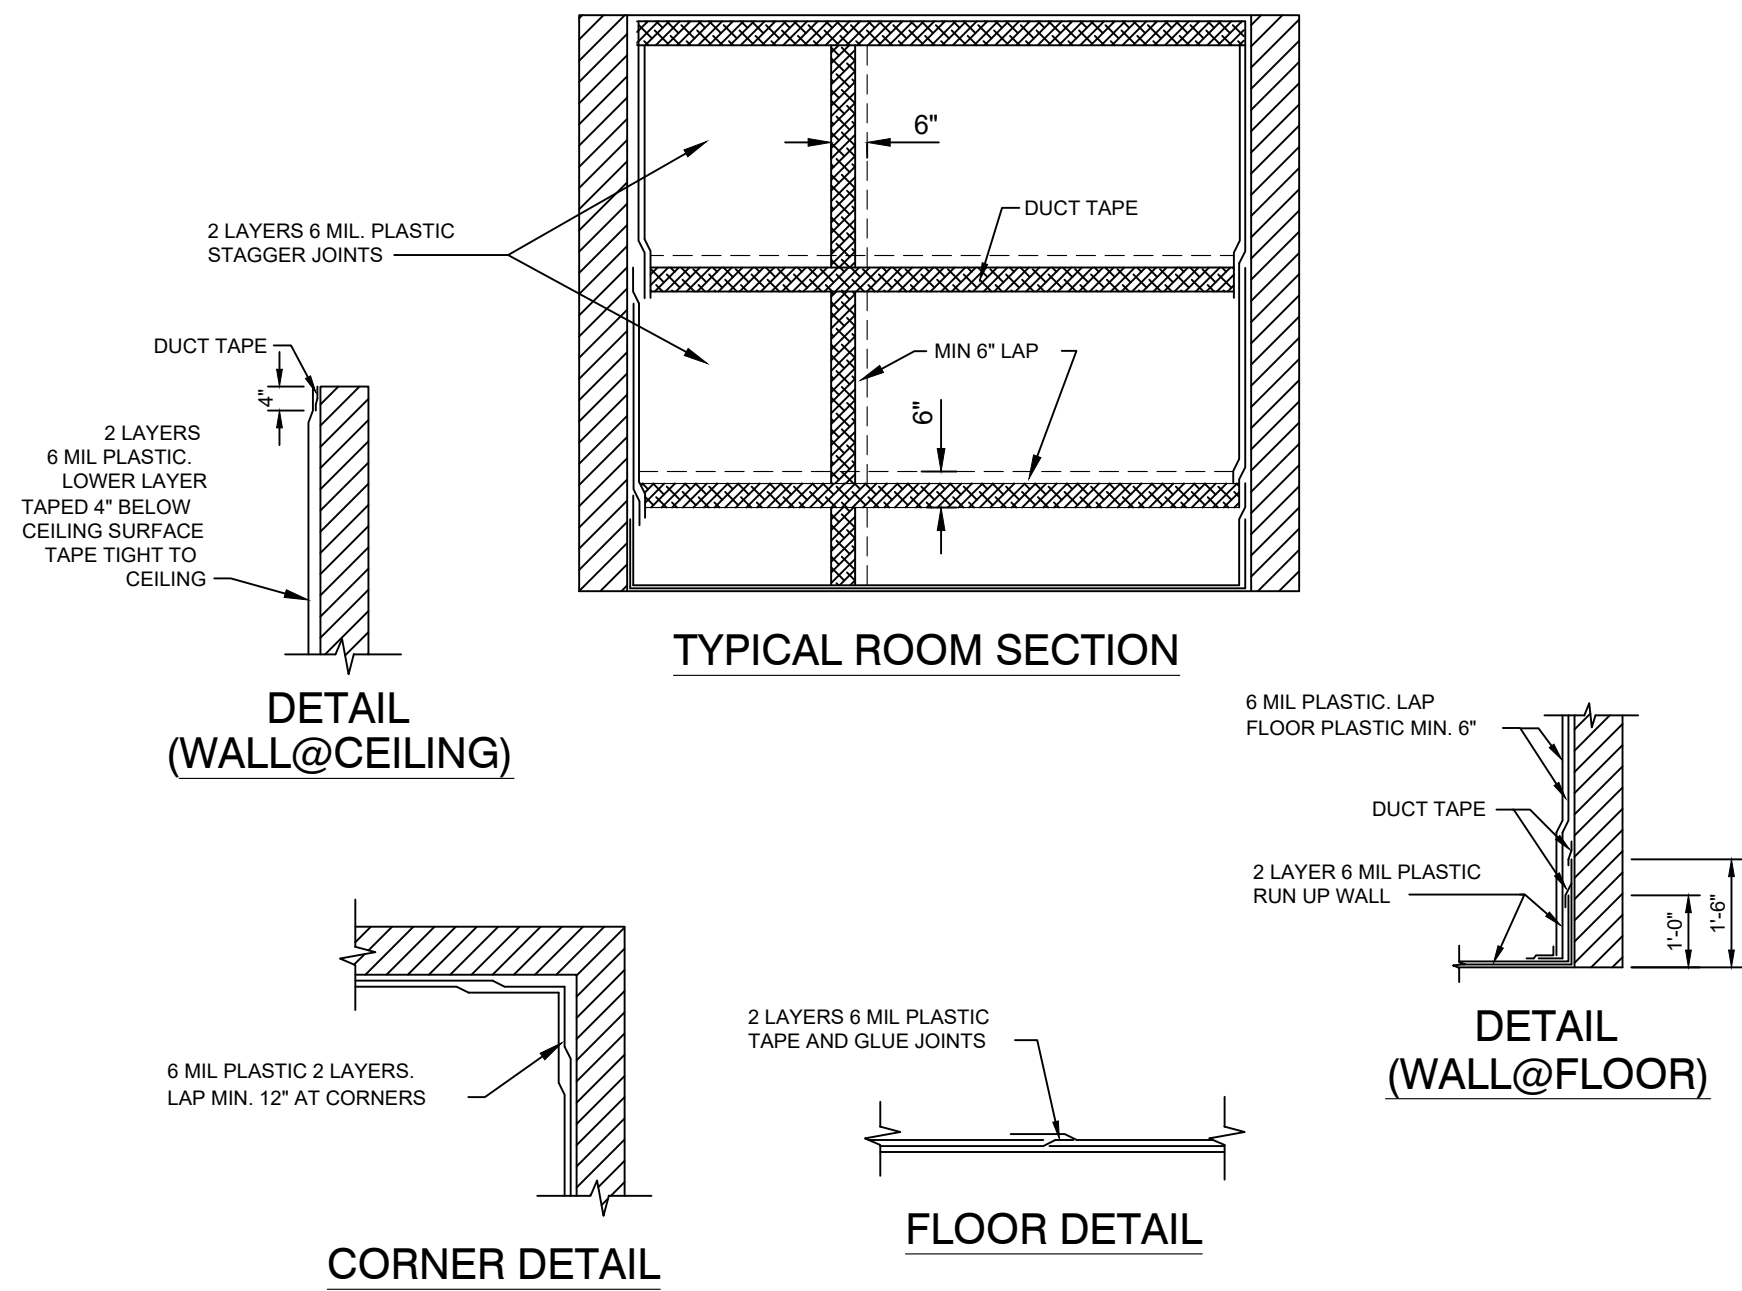 6"
DUCT TAPE
2 LAYERS 6 MIL. PLASTIC
STAGGER JOINTS
MIN 6" LAP
6"
TYPICAL ROOM SECTION
DUCT TAPE
4"
2 LAYERS
6 MIL PLASTIC.
LOWER LAYER
TAPED 4" BELOW
CEILING SURFACE
TAPE TIGHT TO
CEILING
DETAIL
(WALL@CEILING)
6 MIL PLASTIC. LAP
FLOOR PLASTIC MIN. 6"
DUCT TAPE
2 LAYER 6 MIL PLASTIC
RUN UP WALL
1'-0"
1'-6"
DETAIL
(WALL@FLOOR)
6 MIL PLASTIC 2 LAYERS.
LAP MIN. 12" AT CORNERS
CORNER DETAIL
2 LAYERS 6 MIL PLASTIC
TAPE AND GLUE JOINTS
FLOOR DETAIL